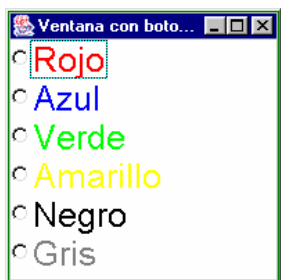 Ventana con boto...
Rojo
Azul
Verde
Amarillo
Negro
Gris